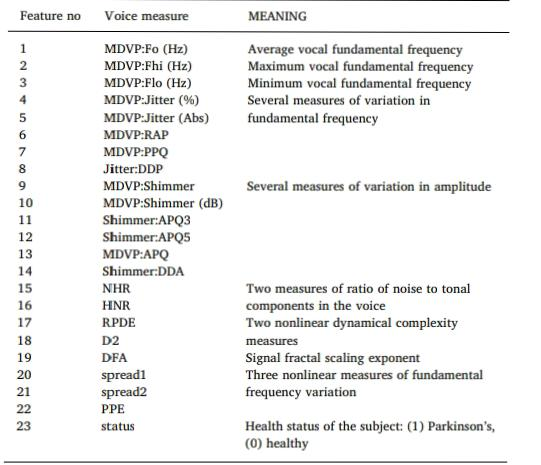 Feature no Voice measure MEANING
1 MDVP:Fo (Hz) Average vocal fundamental frequency
2 MDVP:Fhi (Hz) Maximum vocal fundamental frequency
3 MDVP:Flo (Hz) Minimum vocal fundamental frequency
4 MDVP:Jitter (%) Several measures of variation in
5 MDVP:Jitter (Abs) fundamental frequency
6 MDVP:RAP
7 MDVP:PPQ
8 Jitter:DDP
9 MDVP:Shimmer Several measures of variation in amplitude
10 MDVP:Shimmer (dB)
11 Shimmer:APQ3
12 Shimmer:APQ5
13 MDVP:APQ
14 Shimmer:DDA
15 NHR Two measures of ratio of noise to tonal
16 HNR components in the voice
17 RPDE Two nonlinear dynamical complexity
18 D2 measures
19 DFA Signal fractal scaling exponent
20 spread1 Three nonlinear measures of fundamental
21 spread2 frequency variation
22 PPE
23 status Health status of the subject: (1) Parkinson's,
(0) healthy